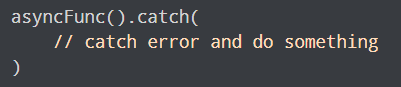 asyncFunc().catch(
    // catch error and do something
)